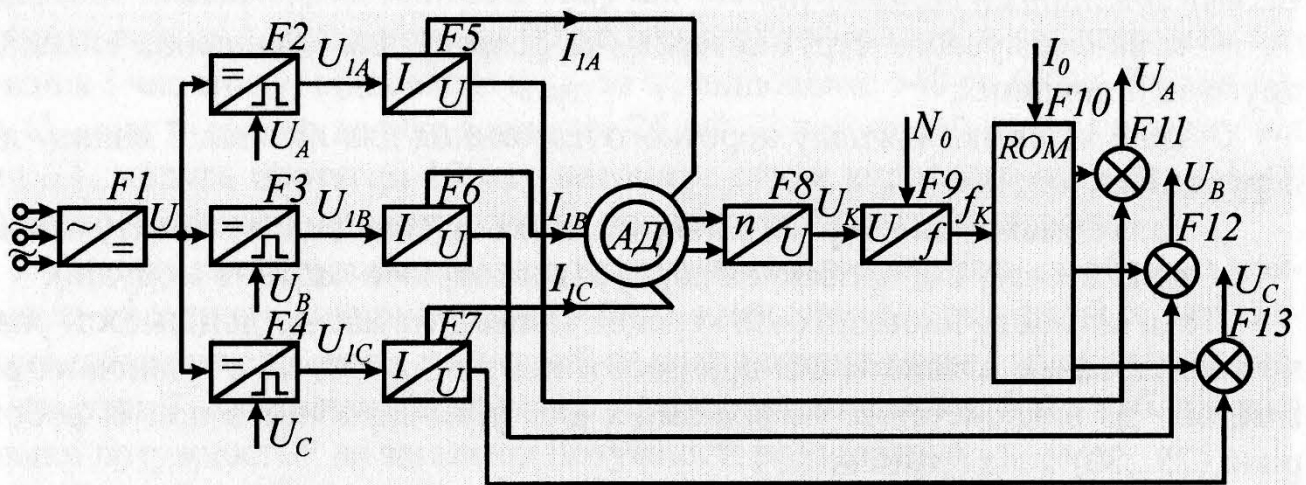 F2 U1A F5 I1A
= I U
UA
I0
F10 ROM
UA F11
N0
F1 U F3 U1B F6 I1B АД F8 UK F9 fK
~ = = I U n U U f
UB F12
UB
I1C
F4 U1C F7
= I U
UC F13
UC